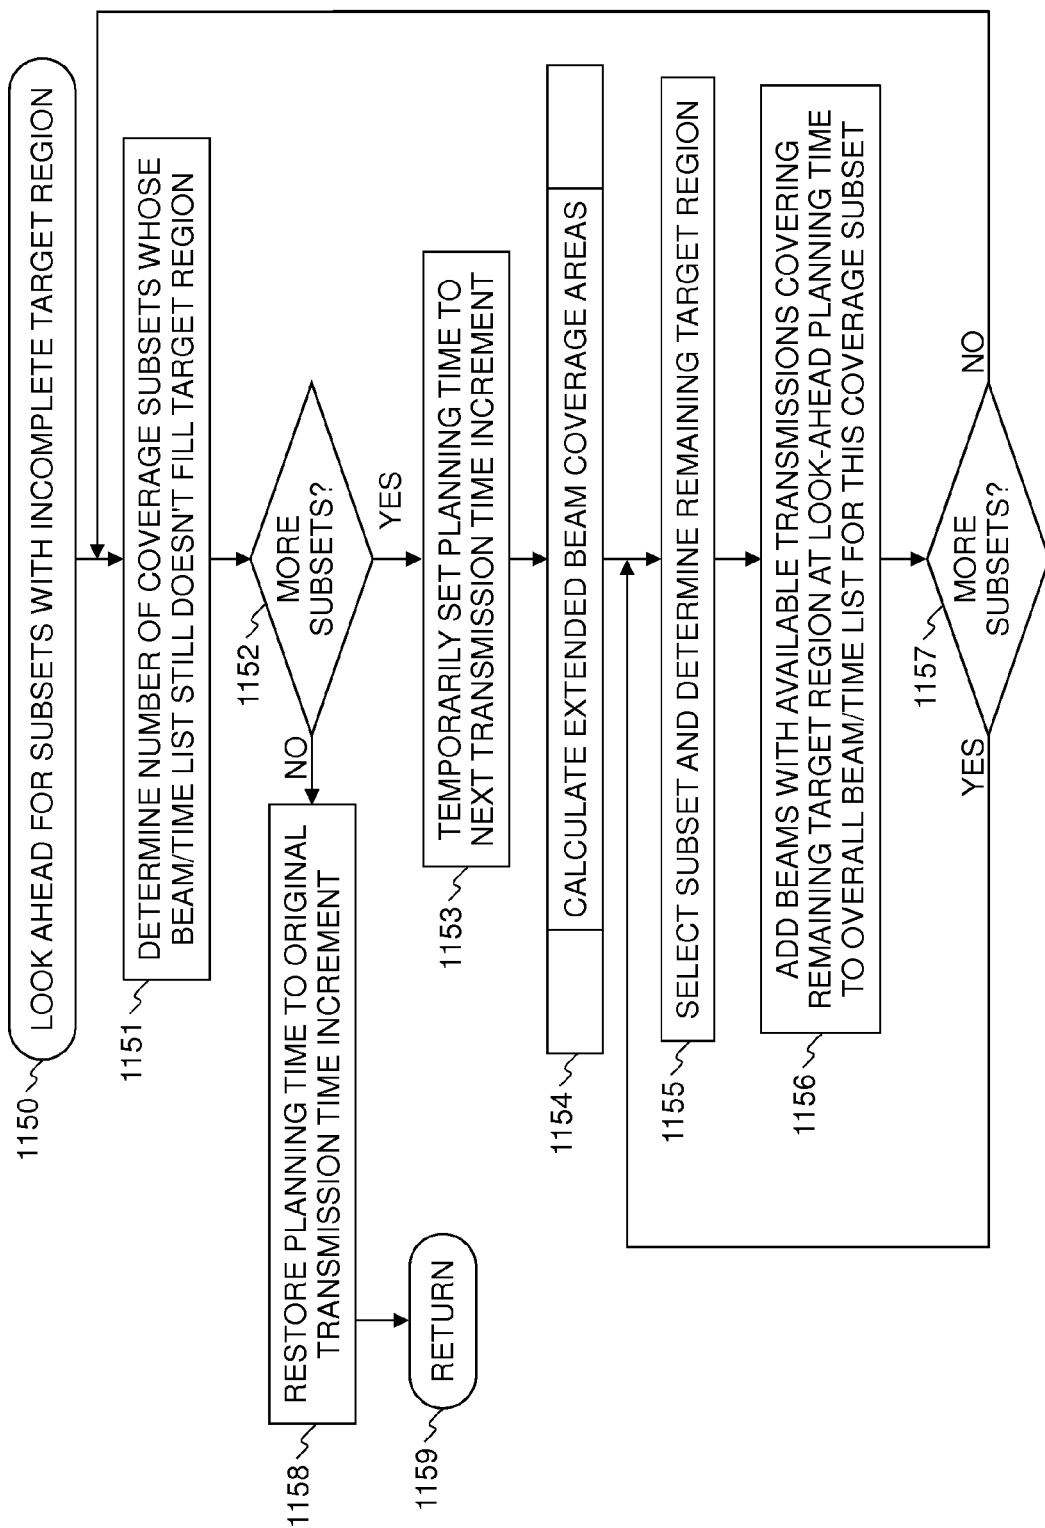 LOOK AHEAD FOR SUBSETS WITH INCOMPLETE TARGET REGION
1150
DETERMINE NUMBER OF COVERAGE SUBSETS WHOSE
BEAM/TIME LIST STILL DOESN'T FILL TARGET REGION
1151
MORE
SUBSETS?
1152
NO
YES
RESTORE PLANNING TIME TO ORIGINAL
TRANSMISSION TIME INCREMENT
1158
RETURN
1159
TEMPORARILY SET PLANNING TIME TO
NEXT TRANSMISSION TIME INCREMENT
1153
CALCULATE EXTENDED BEAM COVERAGE AREAS
1154
SELECT SUBSET AND DETERMINE REMAINING TARGET REGION
1155
ADD BEAMS WITH AVAILABLE TRANSMISSIONS COVERING
REMAINING TARGET REGION AT LOOK-AHEAD PLANNING TIME
TO OVERALL BEAM/TIME LIST FOR THIS COVERAGE SUBSET
1156
MORE
SUBSETS?
1157
YES
NO